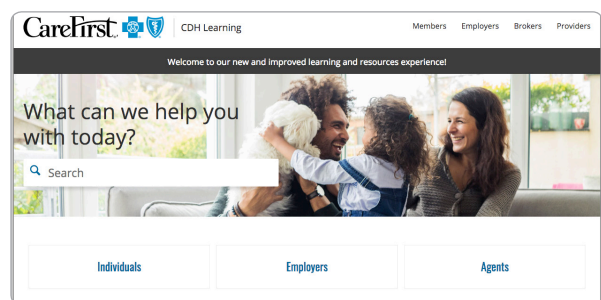 CareFirst. CDH Learning Members Employers Brokers Providers
Welcome to our new and improved learning and resources experience!
What can we help you
with today?
Search
Individuals Employers Agents